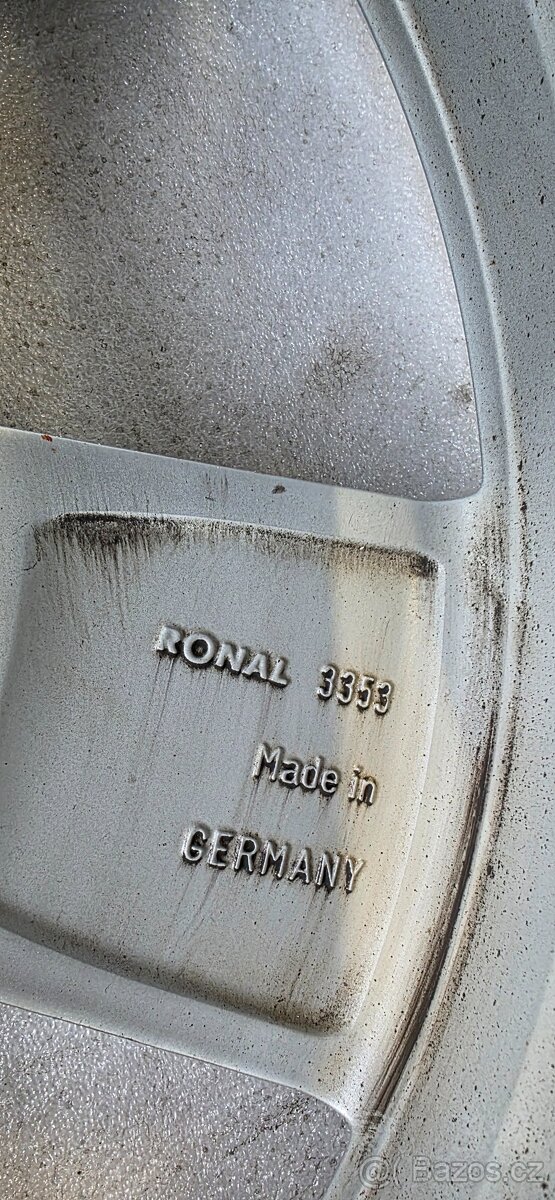 RONAL 3353
Made in
GERMANY
© Bazos.cz